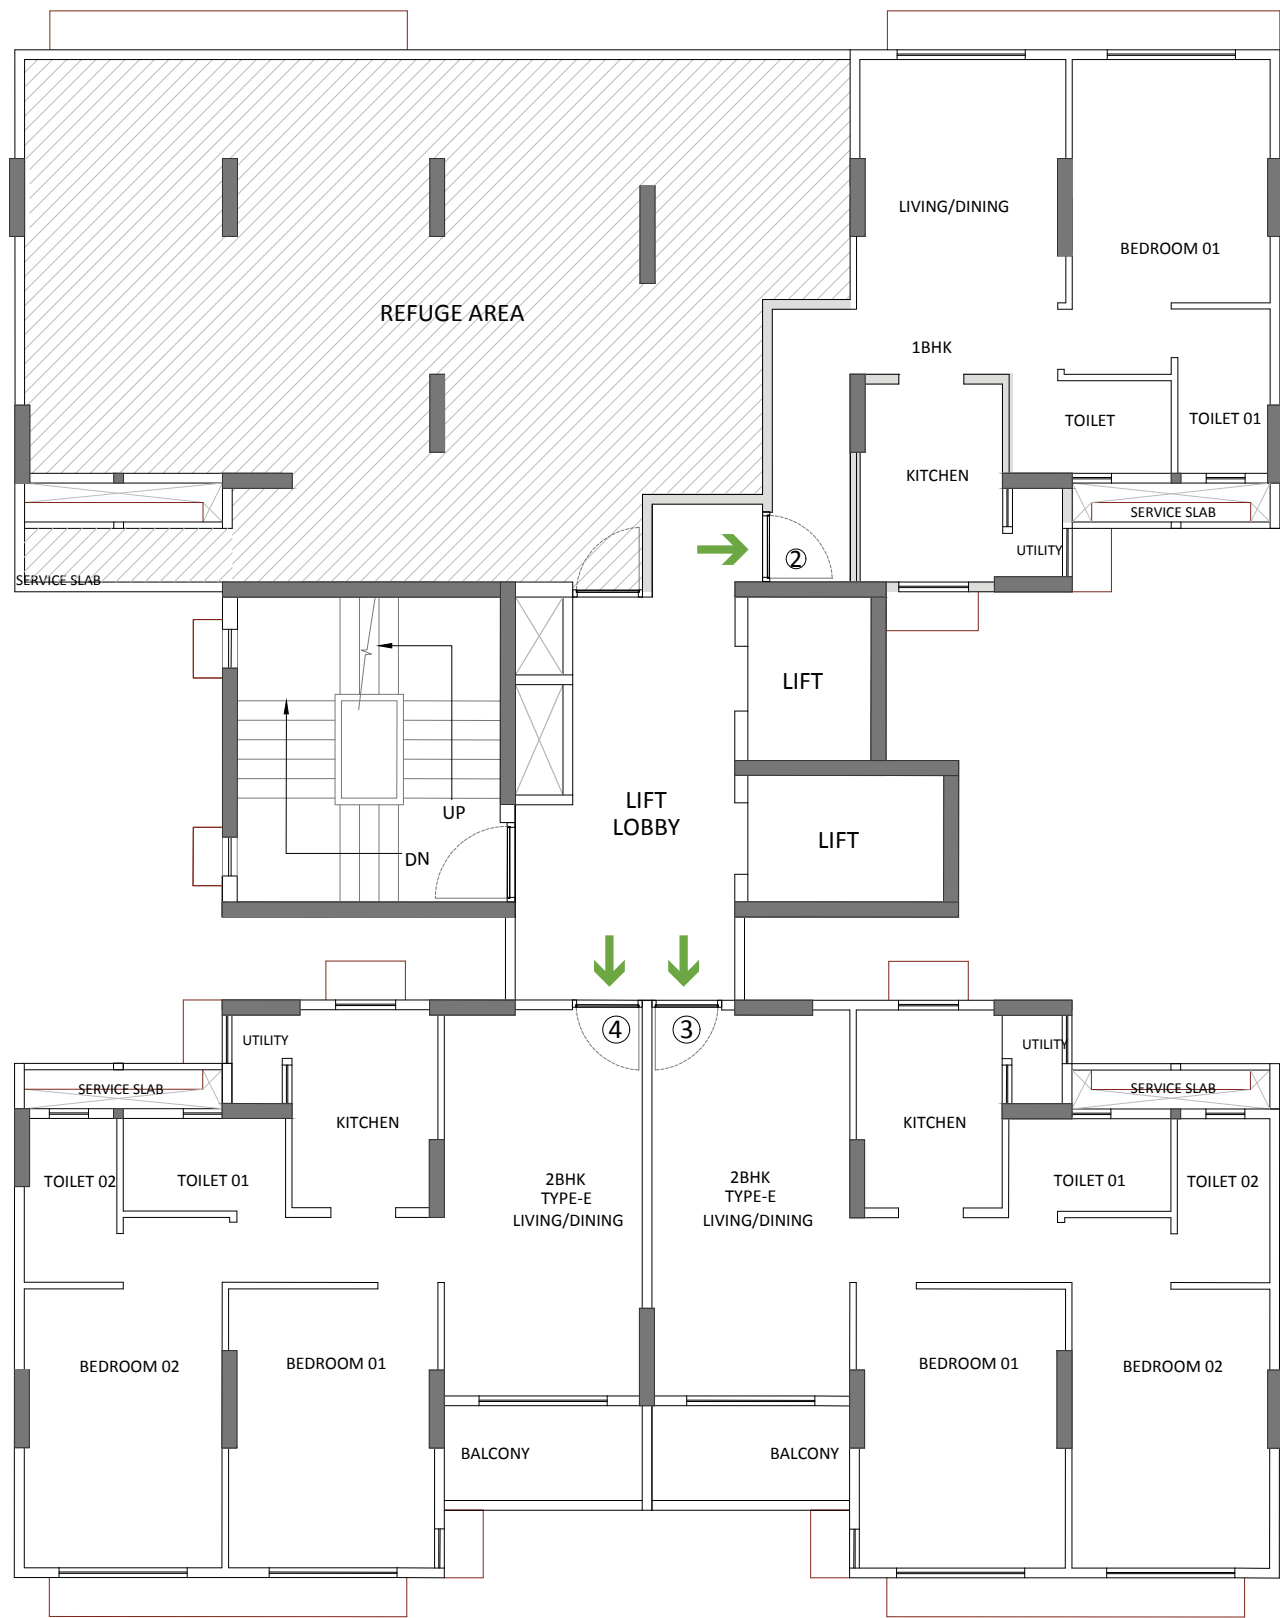 LIVING/DINING
BEDROOM 01
REFUGE AREA
1BHK
TOILET
TOILET 01
KITCHEN
SERVICE SLAB
UTILITY
②
SERVICE SLAB
LIFT
UP
LIFT
LOBBY
LIFT
DN
④
③
UTILITY
UTILITY
SERVICE SLAB
SERVICE SLAB
KITCHEN
KITCHEN
TOILET 02
TOILET 01
2BHK
TYPE-E
LIVING/DINING
2BHK
TYPE-E
LIVING/DINING
TOILET 01
TOILET 02
BEDROOM 02
BEDROOM 01
BEDROOM 01
BEDROOM 02
BALCONY
BALCONY